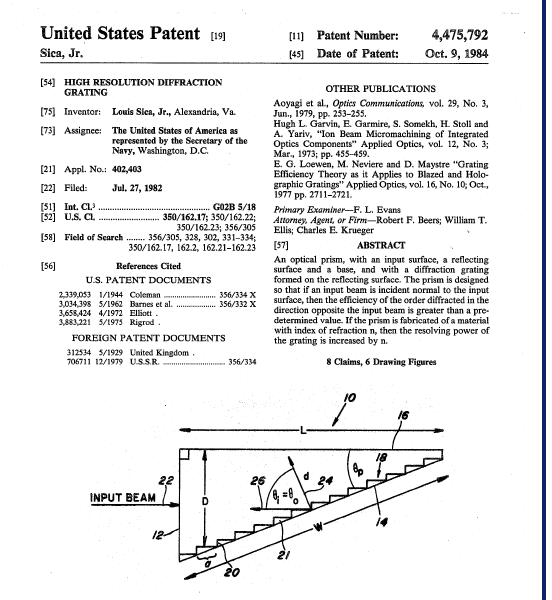 United States Patent [19]
[11] Patent Number: 4,475,792
Sica, Jr.
[45] Date of Patent: Oct. 9, 1984
[54] HIGH RESOLUTION DIFFRACTION
GRATING
[75] Inventor: Louis Sica, Jr., Alexandria, Va.
[73] Assignee: The United States of America as
represented by the Secretary of the
Navy, Washington, D.C.
[21] Appl. No.: 402,403
[22] Filed: Jul. 27, 1982
[51] Int. Cl.³ ........................................ G02B 5/18
[52] U.S. Cl. ...................... 350/162.17; 350/162.22;
350/162.23; 356/305
[58] Field of Search ........ 356/305, 328, 302, 331-334;
350/162.17, 162.2, 162.21-162.23
[56] References Cited
U.S. PATENT DOCUMENTS
2,339,053 1/1944 Coleman ........................ 356/334 X
3,034,398 5/1962 Barnes et al. .................. 356/332 X
3,658,424 4/1972 Elliott .
3,883,221 5/1975 Rigrod .
FOREIGN PATENT DOCUMENTS
312534 5/1929 United Kingdom .
706711 12/1979 U.S.S.R. ........................ 356/334
OTHER PUBLICATIONS
Aoyagi et al., Optics Communications, vol. 29, No. 3,
Jun., 1979, pp. 253-255.
Hugh L. Garvin, E. Garmire, S. Somekh, H. Stoll and
A. Yariv, "Ion Beam Micromachining of Integrated
Optics Components" Applied Optics, vol. 12, No. 3;
Mar., 1973; pp. 455-459.
E. G. Loewen, M. Neviere and D. Maystre "Grating
Efficiency Theory as it Applies to Blazed and Holo-
graphic Gratings" Applied Optics, vol. 16, No. 10; Oct.,
1977 pp. 2711-2721.
Primary Examiner—F. L. Evans
Attorney, Agent, or Firm—Robert F. Beers; William T.
Ellis; Charles E. Krueger
[57] ABSTRACT
An optical prism, with an input surface, a reflecting
surface and a base, and with a diffraction grating
formed on the reflecting surface. The prism is designed
so that if an input beam is incident normal to the input
surface, then the efficiency of the order diffracted in the
direction opposite the input beam is greater than a pre-
determined value. If the prism is fabricated of a material
with index of refraction n, then the resolving power of
the grating is increased by n.
8 Claims, 6 Drawing Figures
10
L
16
22
INPUT BEAM
D
26
d
24
θi=θo
θp
18
14
12
W
21
20
a